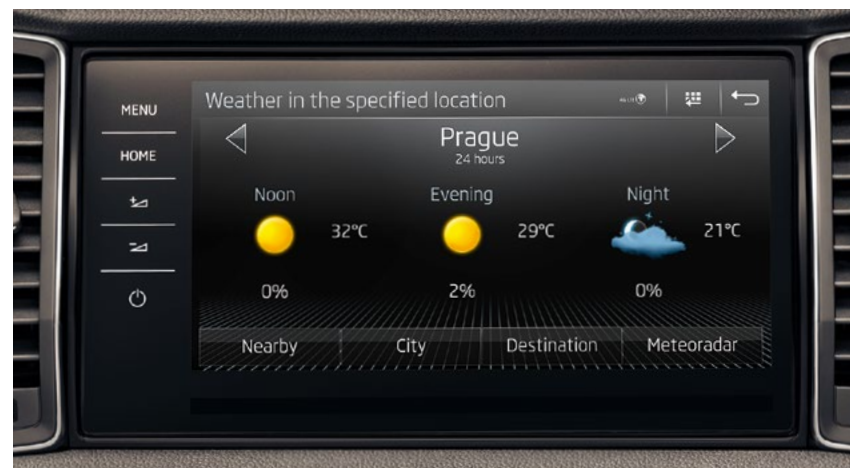 MENU
HOME
Weather in the specified location
Prague
24 hours
Noon
Evening
Night
32°C
29°C
21°C
0%
2%
0%
Nearby
City
Destination
Meteoradar